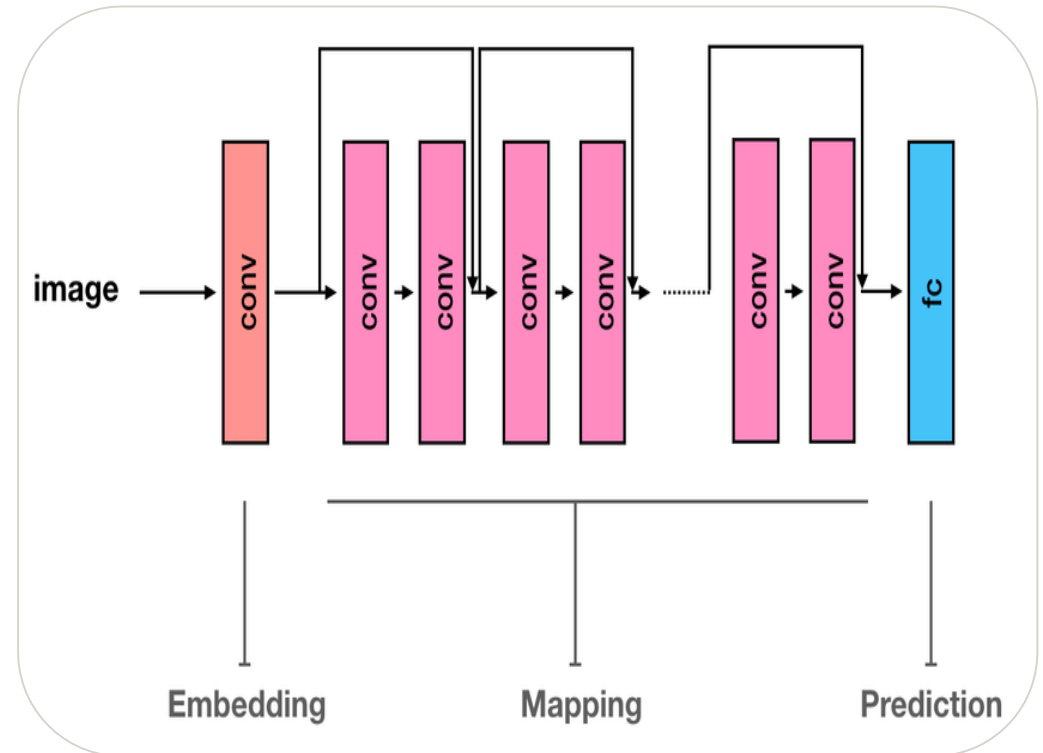 image
conv
conv
conv
conv
conv
conv
conv
fc
Embedding
Mapping
Prediction